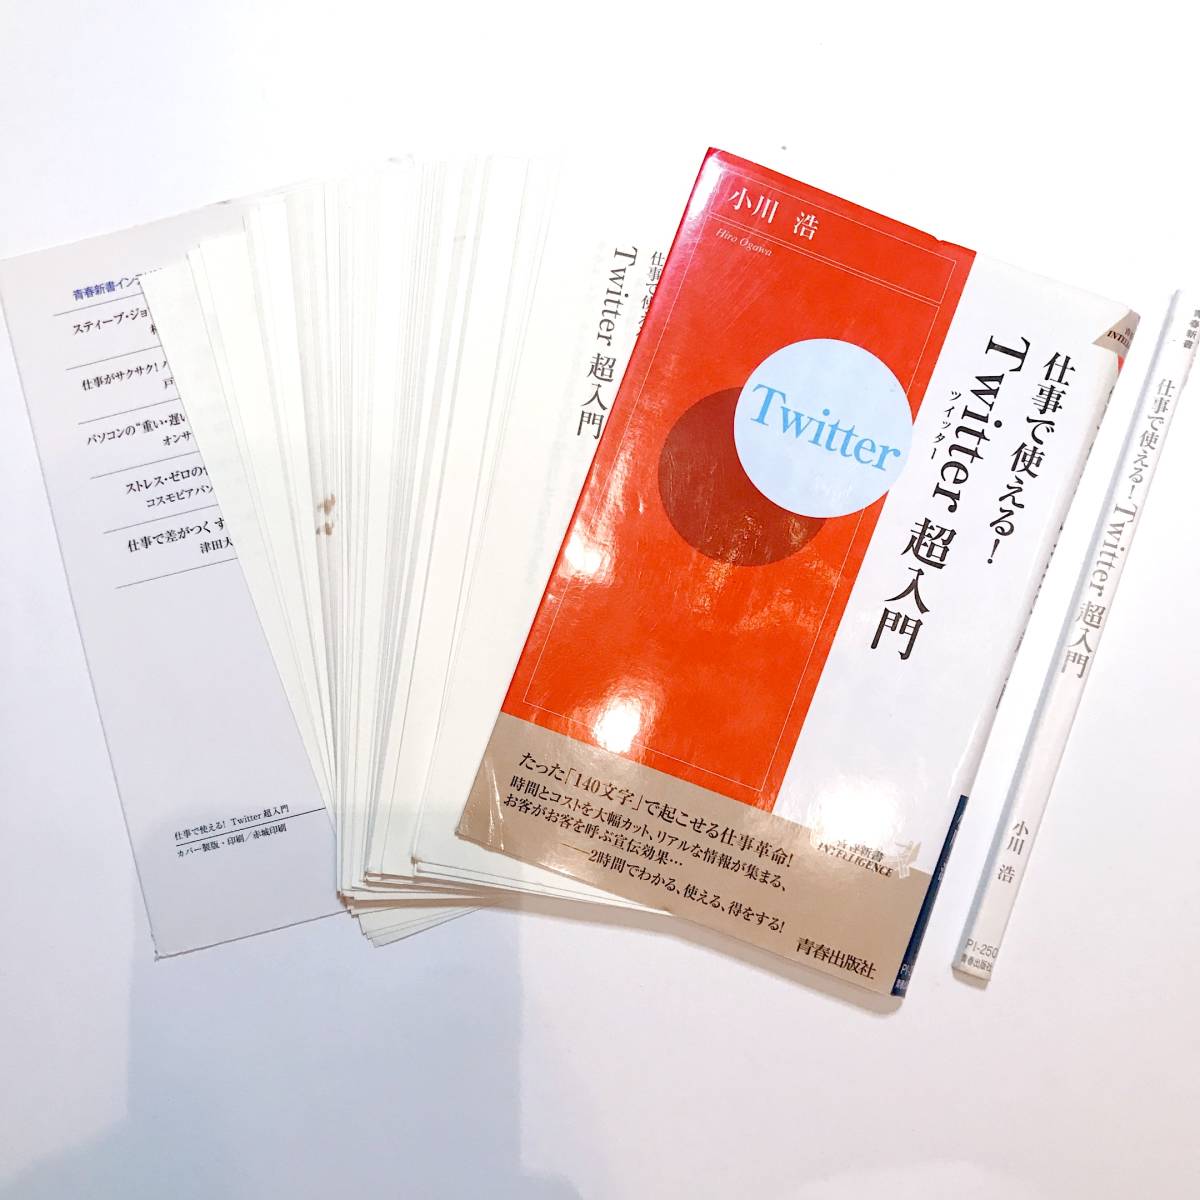 青春新書インテリ
スティーブ・ジョ
仕事がサクサク!
戸
パソコンの“重い・遅い
オンサ
ストレス・ゼロの
コスモピアパン
仕事で差がつく す
津田大
仕事で使える! Twitter 超入門
カバー製版・印刷/赤城印刷
仕事で使える
Twitter 超入門
小川 浩
Hiro Ogawa
Twitter
仕事で使える!
Twitter 超入門
ツイッター
たった「140文字」で起こせる仕事革命!
時間とコストを大幅カット、リアルな情報が集まる、
お客がお客を呼ぶ宣伝効果…
——2時間でわかる、使える、得をする!
青春新書
INTELLIGENCE
青春出版社
青春新書
仕事で使える! Twitter 超入門
小川 浩
PI-250
青春出版社